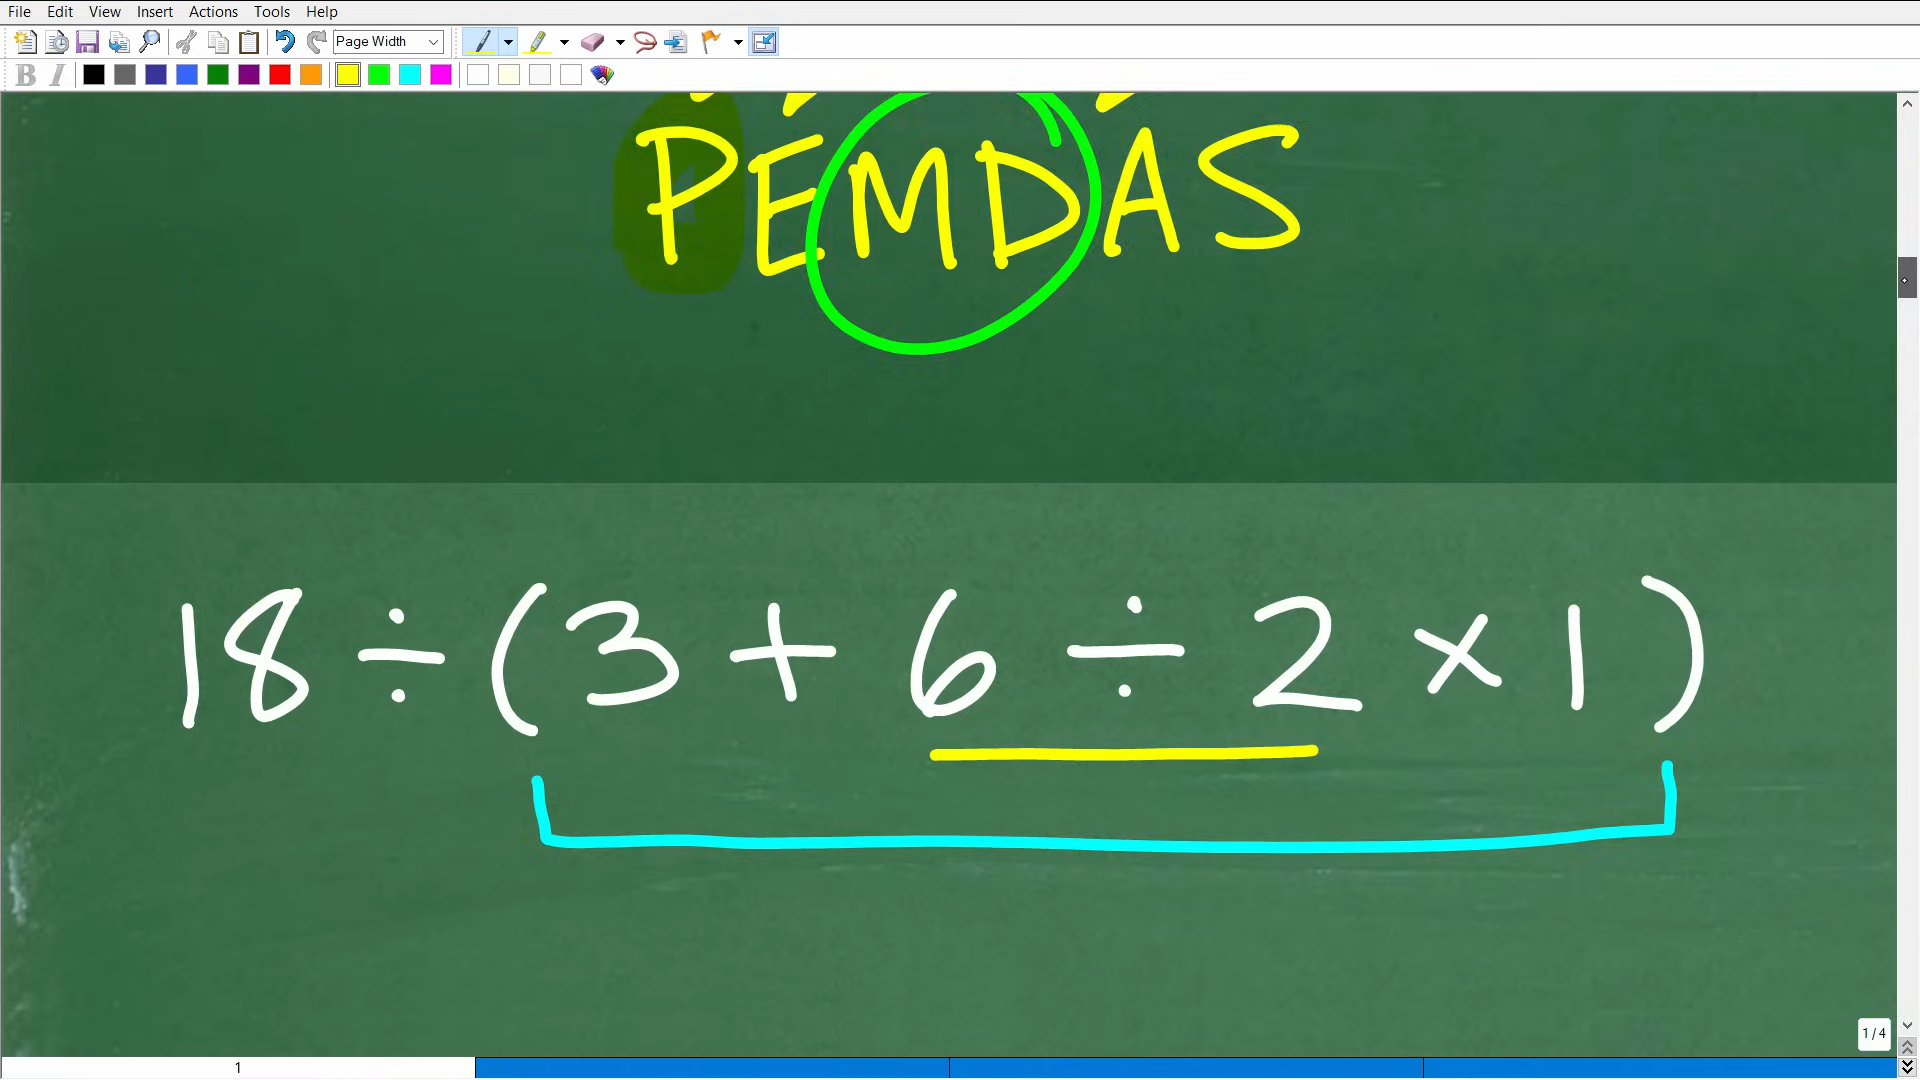 File Edit View Insert Actions Tools Help
Page Width
B I
PEMDAS
18 ÷ (3 + 6 ÷ 2 × 1)
1 / 4
1